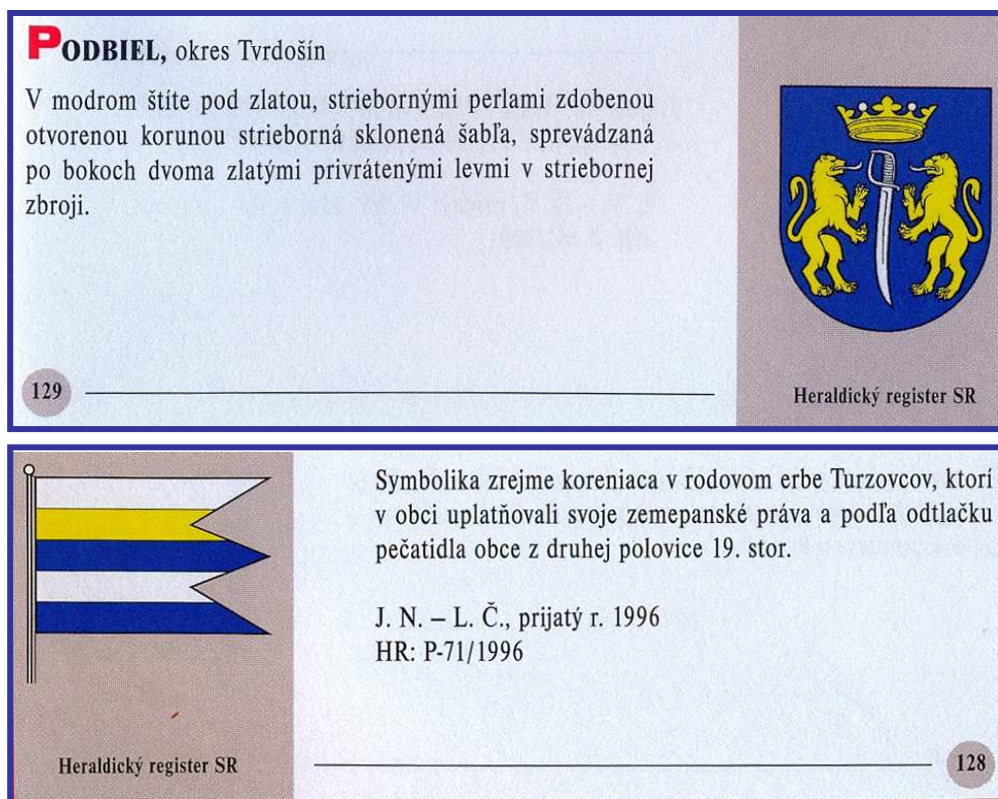 PODBIEL, okres Tvrdošín
V modrom štíte pod zlatou, striebornými perlami zdobenou
otvorenou korunou strieborná sklonená šabľa, sprevádzaná
po bokoch dvoma zlatými privrátenými levmi v striebornej
zbroji.
129
Heraldický register SR
Symbolika zrejme koreniaca v rodovom erbe Turzovcov, ktorí
v obci uplatňovali svoje zemepanské práva a podľa odtlačku
pečatidla obce z druhej polovice 19. stor.
J. N. – L. Č., prijatý r. 1996
HR: P-71/1996
Heraldický register SR
128